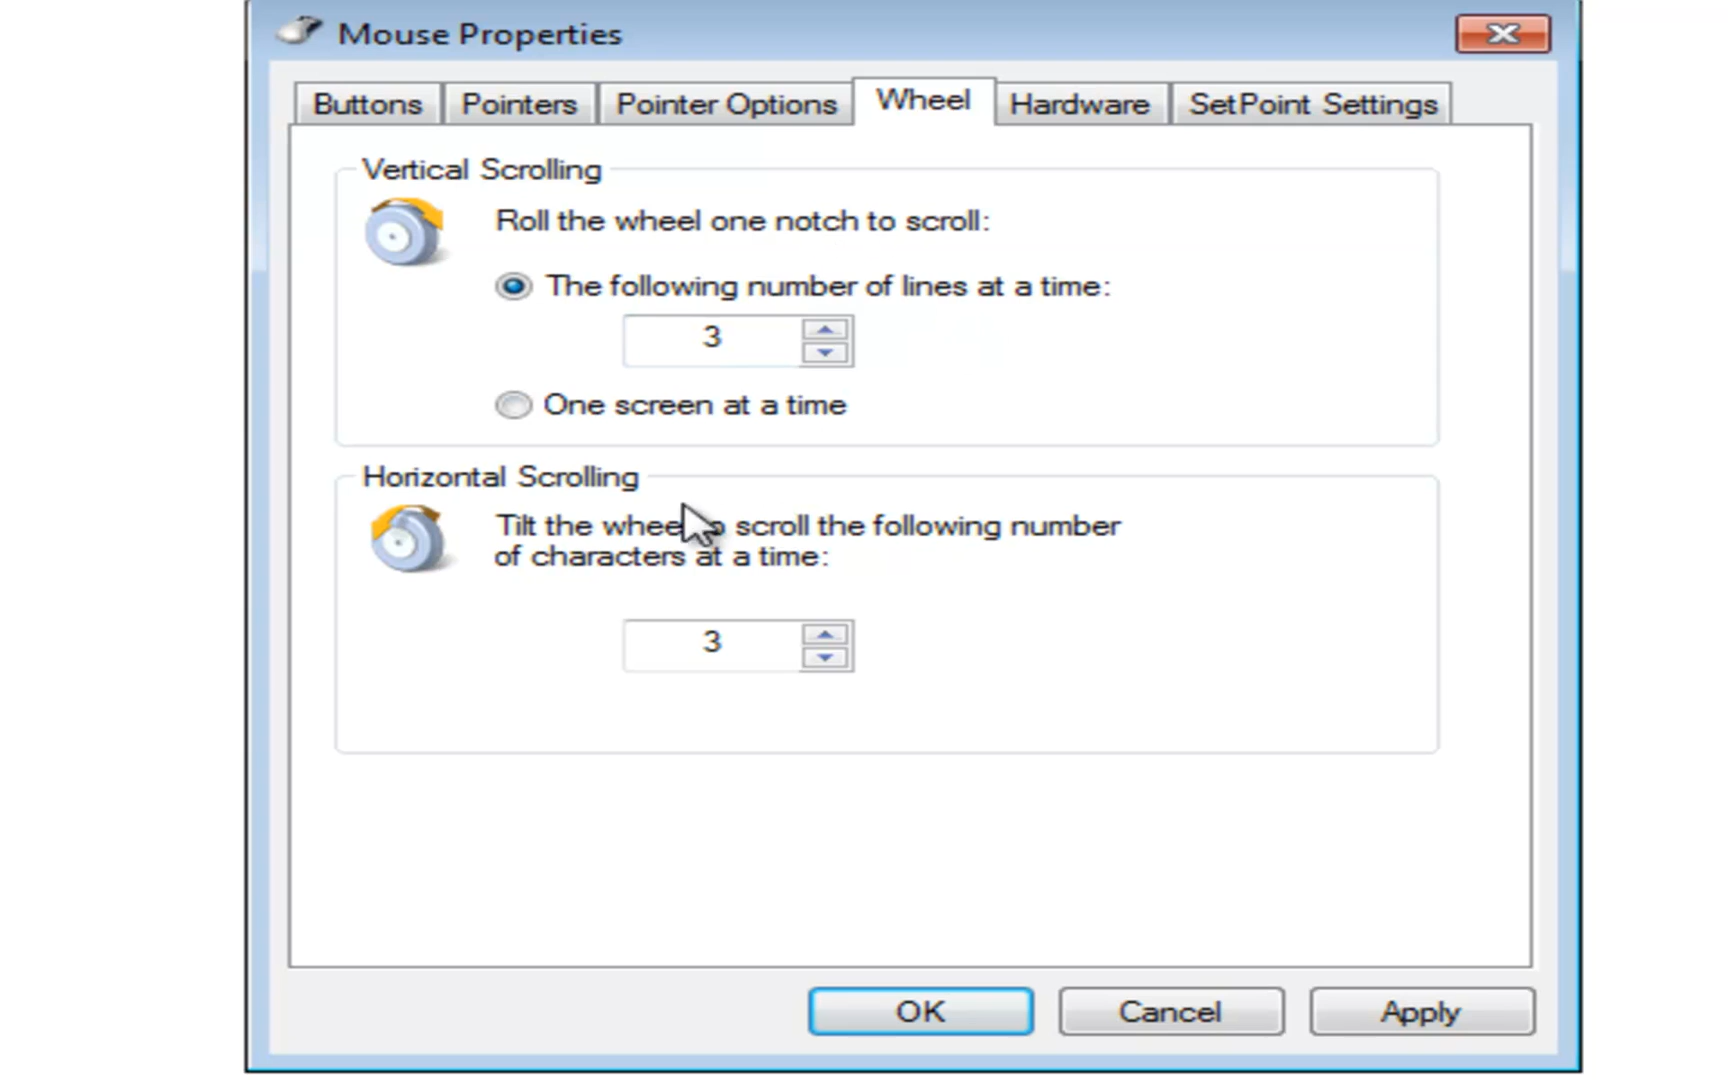 Mouse Properties
Buttons Pointers Pointer Options Wheel Hardware SetPoint Settings
Vertical Scrolling
Roll the wheel one notch to scroll:
The following number of lines at a time:
3
One screen at a time
Horizontal Scrolling
Tilt the wheel to scroll the following number
of characters at a time:
3
OK Cancel Apply